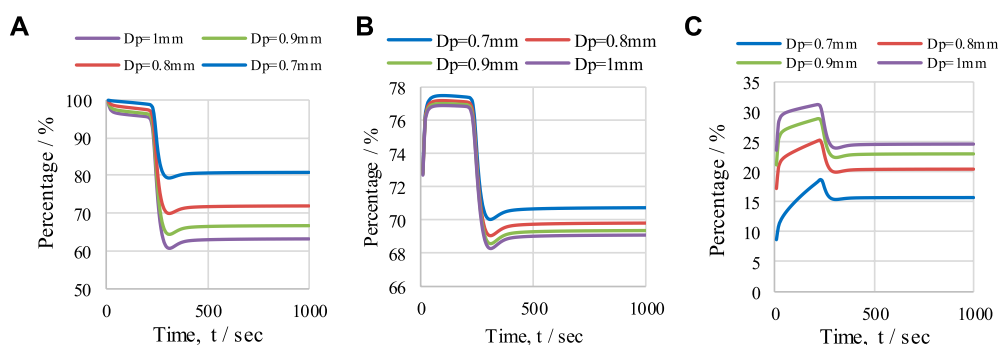 A
Dp=1mm Dp=0.9mm
Dp=0.8mm Dp=0.7mm
Percentage / %
100
90
80
70
60
50
0 500 1000
Time, t / sec
B
Dp=0.7mm Dp=0.8mm
Dp=0.9mm Dp=1mm
Percentage / %
78
76
74
72
70
68
66
0 500 1000
Time, t / sec
C
Dp=0.7mm Dp=0.8mm
Dp=0.9mm Dp=1mm
Percentage / %
35
30
25
20
15
10
5
0
0 500 1000
Time, t / sec